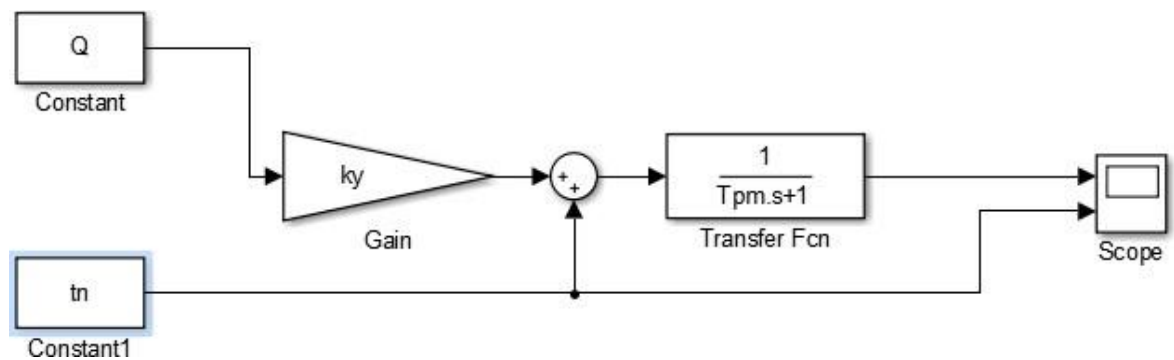 Q
Constant
ky
Gain
+
+
1
Tpm.s+1
Transfer Fcn
Scope
tn
Constant1